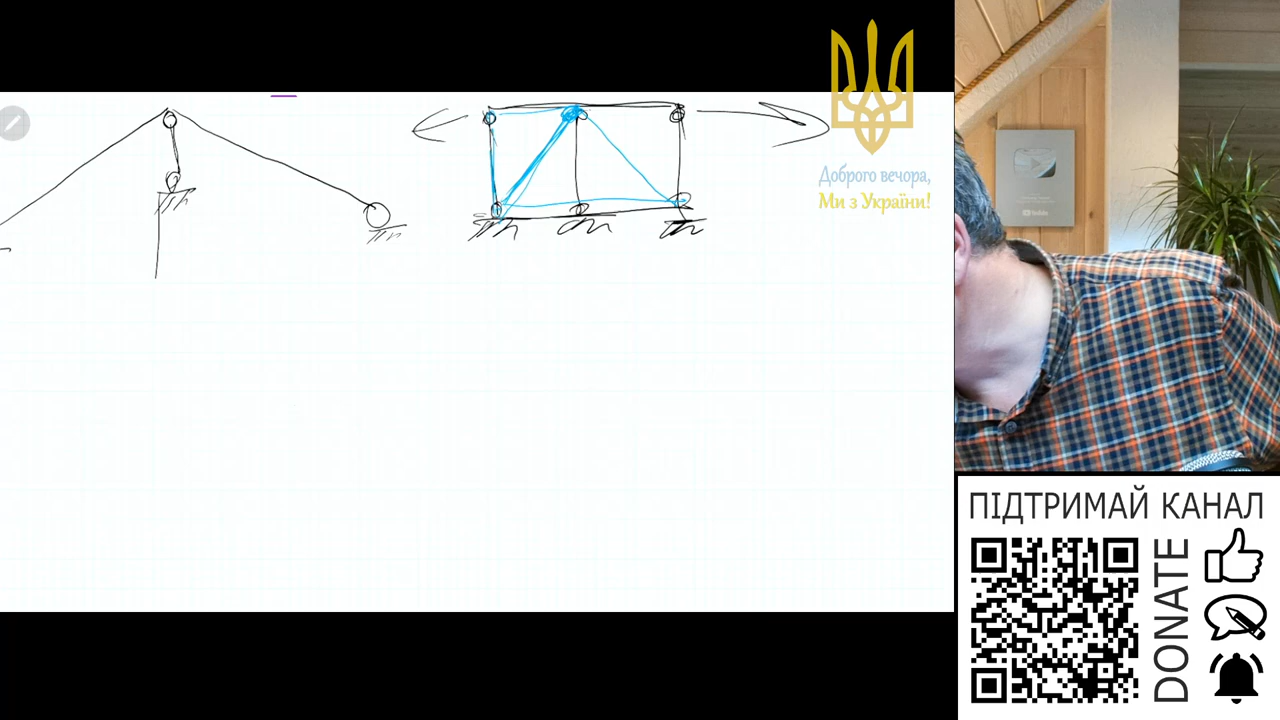 Доброго вечора,
Ми з України!
ПІДТРИМАЙ КАНАЛ
DONATE